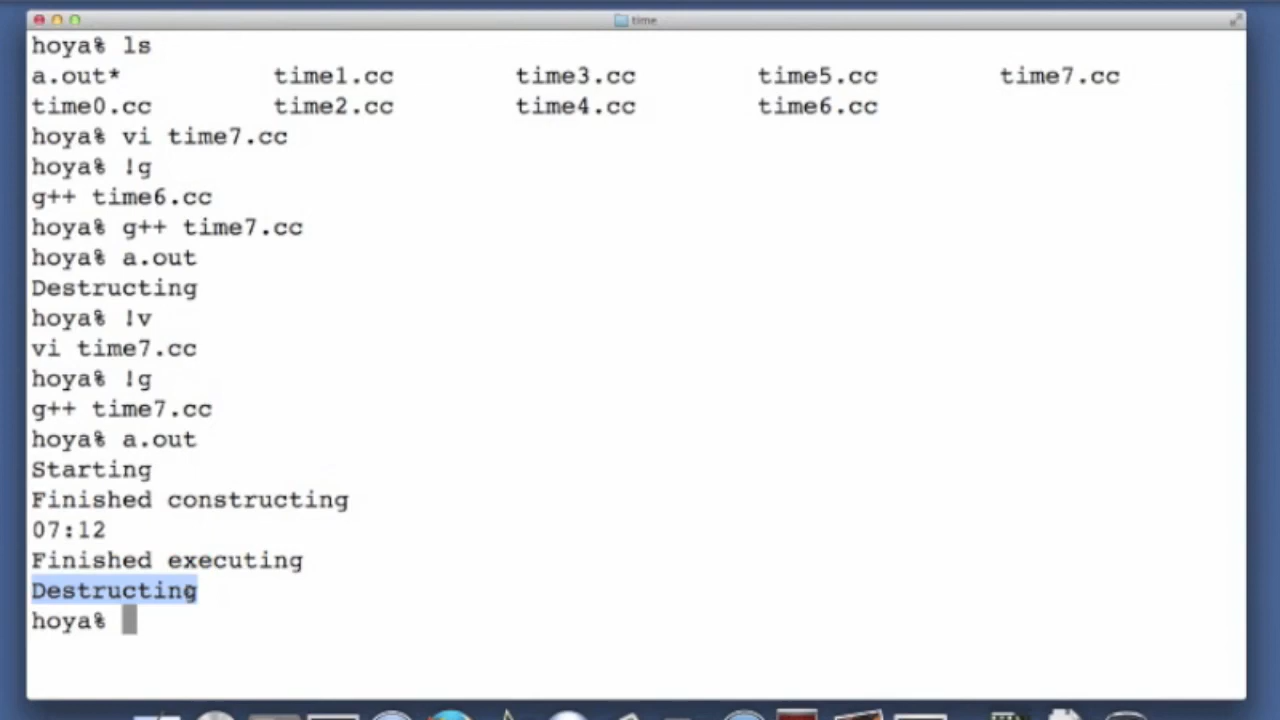 time
hoya% ls
a.out* time1.cc time3.cc time5.cc time7.cc
time0.cc time2.cc time4.cc time6.cc
hoya% vi time7.cc
hoya% !g
g++ time6.cc
hoya% g++ time7.cc
hoya% a.out
Destructing
hoya% !v
vi time7.cc
hoya% !g
g++ time7.cc
hoya% a.out
Starting
Finished constructing
07:12
Finished executing
Destructing
hoya%